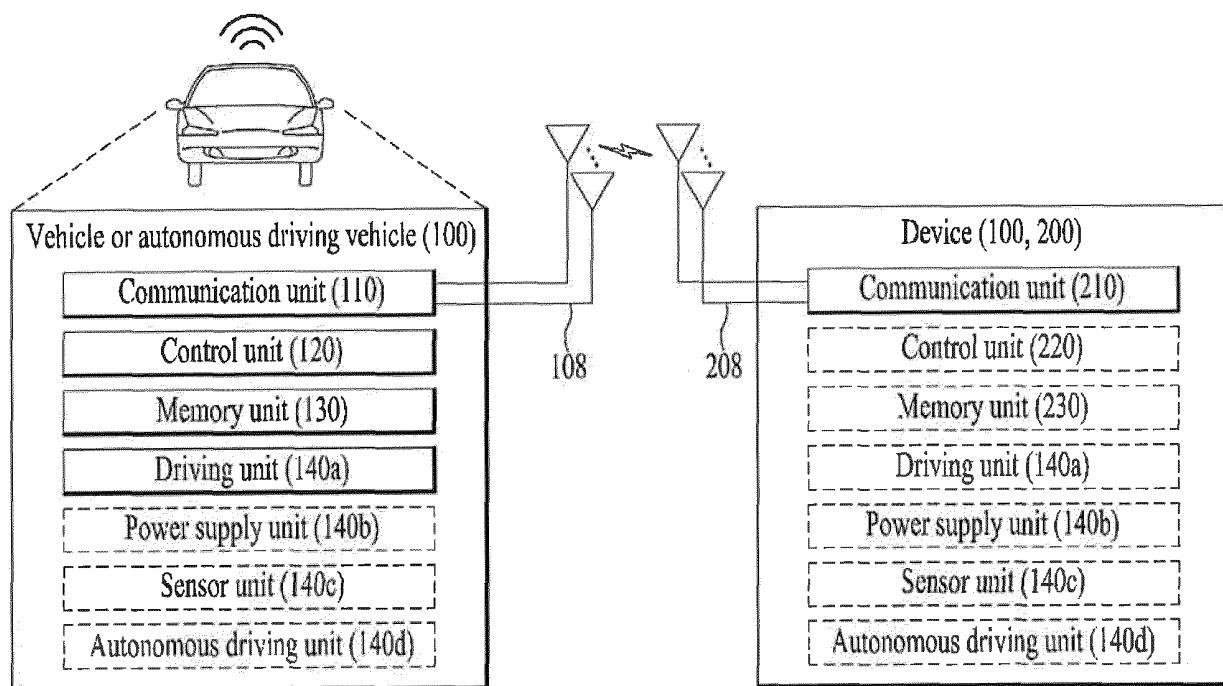 Vehicle or autonomous driving vehicle (100)
Communication unit (110)
Control unit (120)
Memory unit (130)
Driving unit (140a)
Power supply unit (140b)
Sensor unit (140c)
Autonomous driving unit (140d)
108
208
Device (100, 200)
Communication unit (210)
Control unit (220)
Memory unit (230)
Driving unit (140a)
Power supply unit (140b)
Sensor unit (140c)
Autonomous driving unit (140d)